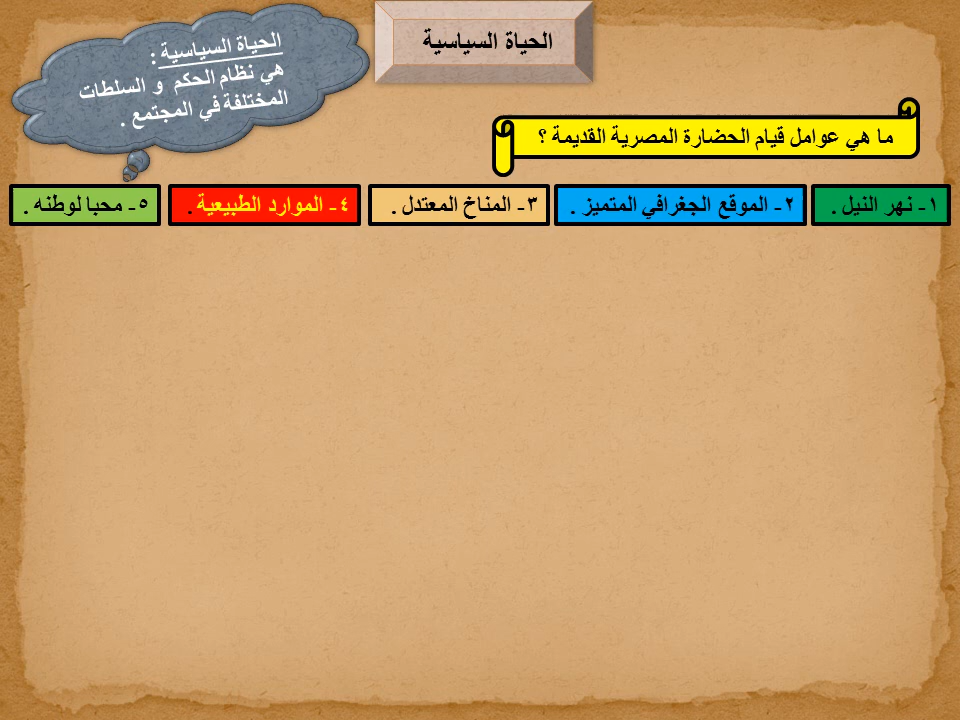 الحياة السياسية
الحياة السياسية :
هي نظام الحكم و السلطات
المختلفة في المجتمع .
ما هي عوامل قيام الحضارة المصرية القديمة ؟
١- نهر النيل .
٢- الموقع الجغرافي المتميز .
٣- المناخ المعتدل .
٤- الموارد الطبيعية .
٥- محبا لوطنه .